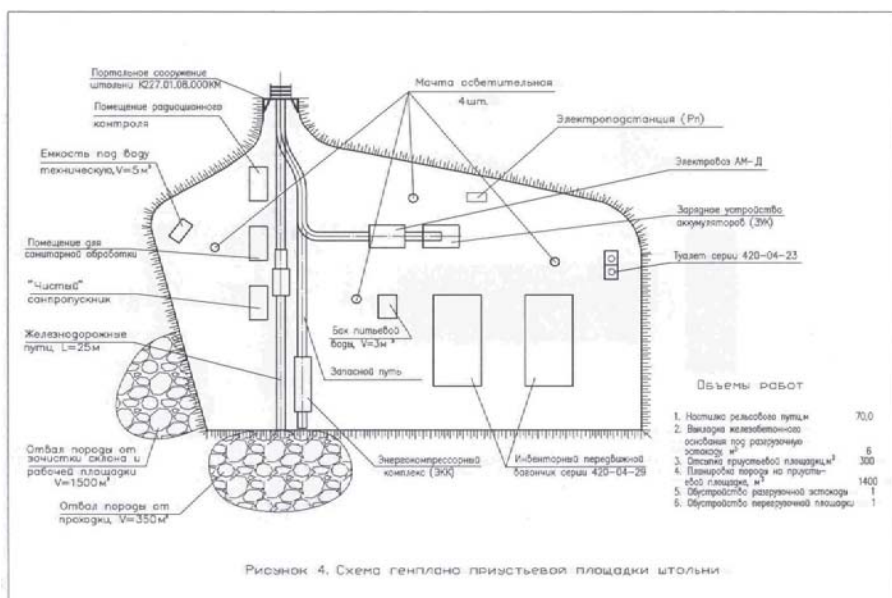 Портальное сооружение
штольни К227.01.08.000КМ
Помещение радиационного
контроля
Емкость под воду
техническую, V=5м³
Помещение для
санитарной обработки
"Чистый"
санпропускник
Железнодорожные
пути, L=25м
Отвал породы от
зачистки склона и
рабочей площадки
V=1500м³
Отвал породы от
проходки, V=350м³
Мачта осветительная
4шт.
Электроподстанция (Рп)
Электровоз АМ-Д
Зарядное устройство
аккумуляторов (ЗУК)
Туалет серии 420-04-23
Бак питьевой
воды, V=3м³
Запасной путь
Энергокомпрессорный
комплекс (ЭКК)
Инвенторный передвижной
вагончик серии 420-04-29
Объемы работ
1. Настилка рельсового пути,м 70,0
2. Выкладка железобетонного
основания под разгрузочную
эстокаду, м³ 6
3. Отсыпка приустьевой площадки,м³ 300
4. Планировка породы на приусть-
евой площадке, м³ 1400
5. Обустройство разгрузочной эстокады 1
6. Обустройство перегрузочной площадки 1
Рисунок 4. Схема генплана приустьевой площадки штольни